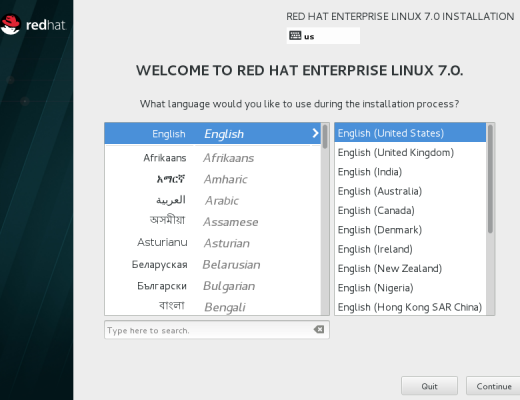 redhat.
RED HAT ENTERPRISE LINUX 7.0 INSTALLATION
us
WELCOME TO RED HAT ENTERPRISE LINUX 7.0.
What language would you like to use during the installation process?
English English
Afrikaans Afrikaans
አማርኛ Amharic
العربية Arabic
অসমীয়া Assamese
Asturianu Asturian
Беларуская Belarusian
Български Bulgarian
বাংলা Bengali
Type here to search.
English (United States)
English (United Kingdom)
English (India)
English (Australia)
English (Canada)
English (Denmark)
English (Ireland)
English (New Zealand)
English (Nigeria)
English (Hong Kong SAR China)
Quit
Continue